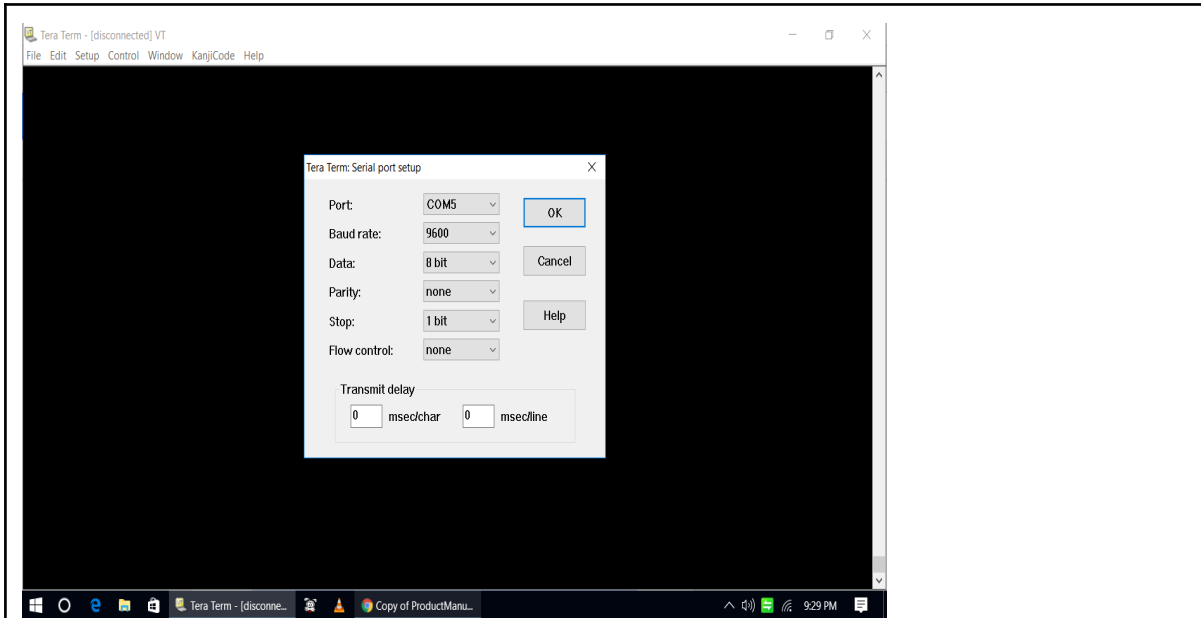 Tera Term - [disconnected] VT
File Edit Setup Control Window KanjiCode Help
Tera Term: Serial port setup
Port: COM5 OK
Baud rate: 9600
Data: 8 bit Cancel
Parity: none
Stop: 1 bit Help
Flow control: none
Transmit delay
0 msec/char 0 msec/line
Tera Term - [disconne... Copy of ProductManu... 9:29 PM